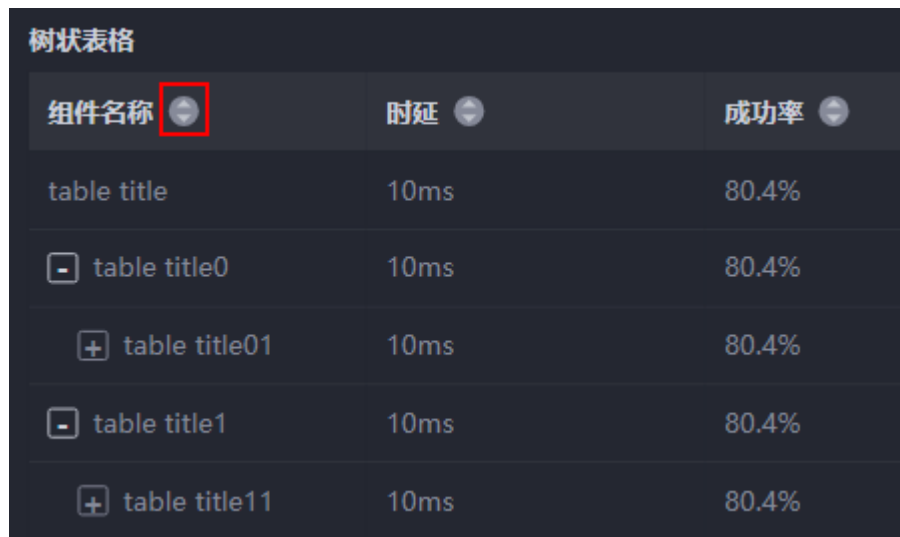 树状表格
组件名称 时延 成功率
table title 10ms 80.4%
- table title0 10ms 80.4%
+ table title01 10ms 80.4%
- table title1 10ms 80.4%
+ table title11 10ms 80.4%